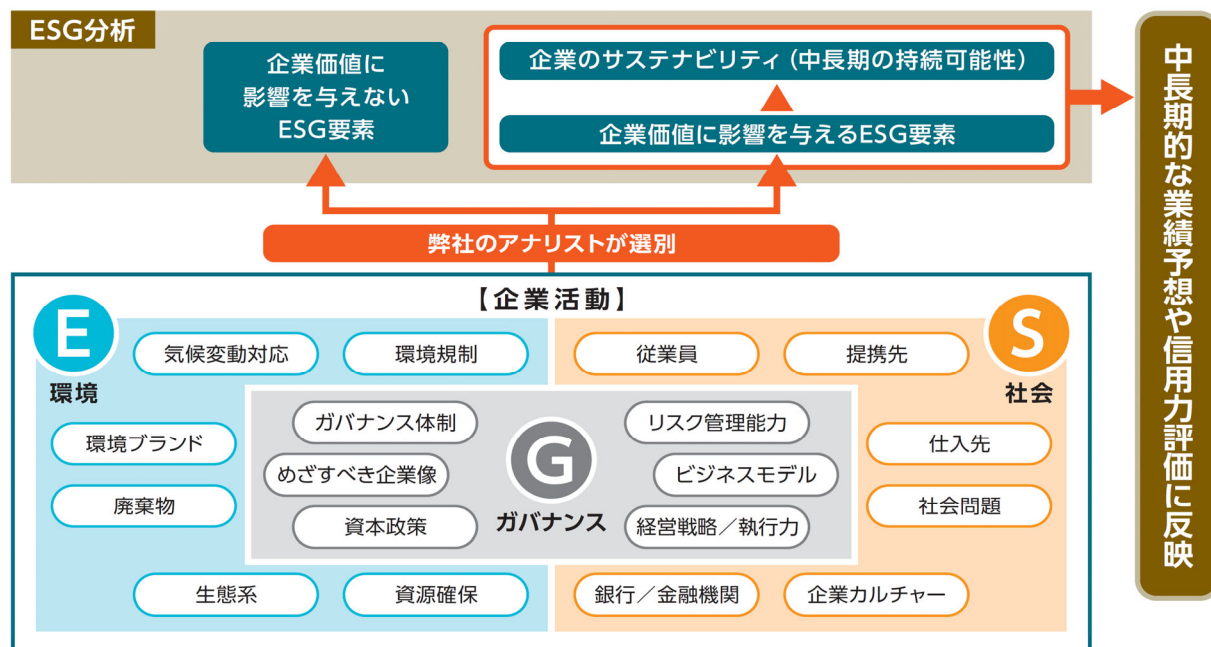 ESG分析
企業価値に
影響を与えない
ESG要素
企業のサステナビリティ（中長期の持続可能性）
企業価値に影響を与えるESG要素
中長期的な業績予想や信用力評価に反映
弊社のアナリストが選別
【企業活動】
E
環境
気候変動対応
環境規制
環境ブランド
廃棄物
生態系
資源確保
G
ガバナンス
ガバナンス体制
めざすべき企業像
資本政策
リスク管理能力
ビジネスモデル
経営戦略／執行力
S
社会
従業員
提携先
仕入先
社会問題
銀行／金融機関
企業カルチャー